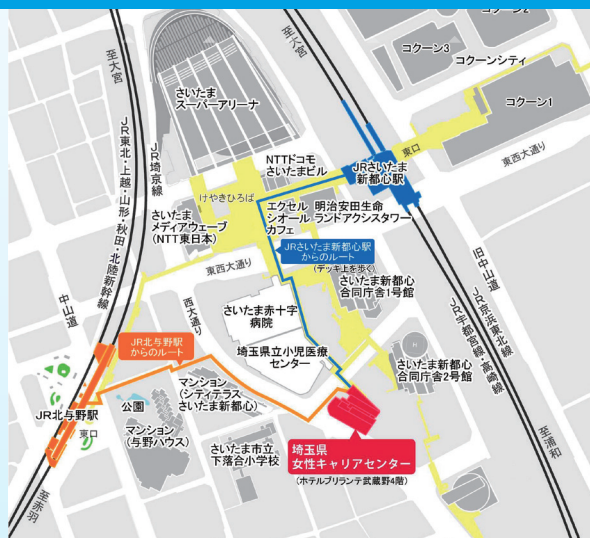 コクーン2
コクーン3
コクーンシティ
コクーン1
至大宮
至大宮
さいたま
スーパーアリーナ
JR埼京線
JR東北・上越・山形・秋田・北陸新幹線
NTTドコモ
さいたまビル
東口
JRさいたま
新都心駅
東西大通り
けやきひろば
エクセル
シオール
カフェ
明治安田生命
ランドアクシスタワー
さいたま
メディアウェーブ
(NTT東日本)
JRさいたま新都心駅
からのルート
(デッキ上を歩く)
東西大通り
さいたま新都心
合同庁舎1号館
旧中山道
JR京浜東北線
JR宇都宮線・高崎線
中山道
西大通り
さいたま赤十字
病院
JR北与野駅
からのルート
埼玉県立小児医療
センター
さいたま新都心
合同庁舎2号館
マンション
(シティテラス
さいたま新都心)
JR北与野駅
東口
公園
マンション
(与野ハウス)
さいたま市立
下落合小学校
埼玉県
女性キャリアセンター
(ホテルブリランテ武蔵野4階)
至浦和
至赤羽